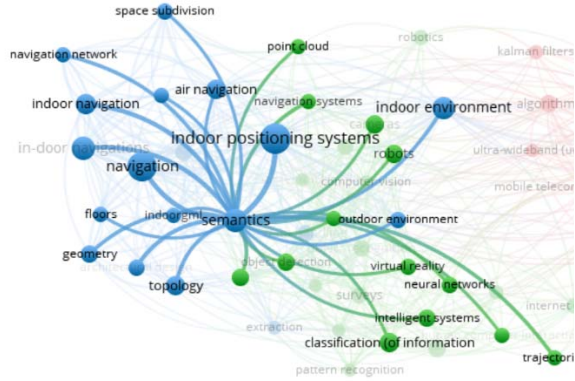 space subdivision
robotics
point cloud
navigation network
kalman filters
air navigation
indoor navigation
navigation systems
indoor environment
algorithm
indoor positioning systems
in-door navigations
robots
ultra-wideband (u
navigation
computer vision
mobile telecom
floors
indoorgml
semantics
outdoor environment
geometry
object detection
virtual reality
topology
surveys
neural networks
internet
intelligent systems
extraction
classification (of information
trajectori
pattern recognition